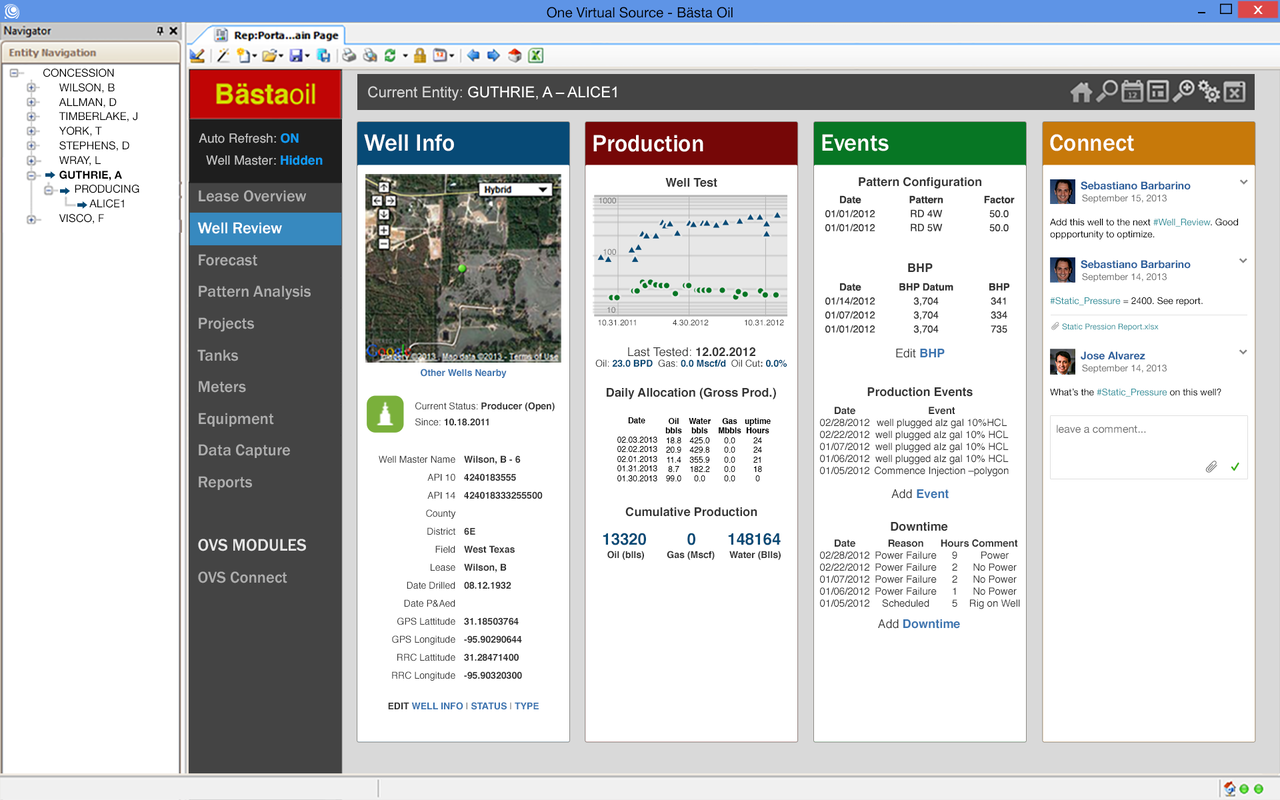 One Virtual Source - Bästa Oil
Navigator
Entity Navigation
CONCESSION
WILSON, B
ALLMAN, D
TIMBERLAKE, J
YORK, T
STEPHENS, D
WRAY, L
GUTHRIE, A
PRODUCING
ALICE1
VISCO, F
Rep:Porta...ain Page
Bästaoil
Auto Refresh: ON
Well Master: Hidden
Lease Overview
Well Review
Forecast
Pattern Analysis
Projects
Tanks
Meters
Equipment
Data Capture
Reports
OVS MODULES
OVS Connect
Current Entity: GUTHRIE, A – ALICE1
12
Well Info
Hybrid
Google
Imagery ©2013 , Map data ©2013 - Terms of Use
Other Wells Nearby
Current Status: Producer (Open)
Since: 10.18.2011
Well Master Name Wilson, B - 6
API 10 4240183555
API 14 424018333255500
County
District 6E
Field West Texas
Lease Wilson, B
Date Drilled 08.12.1932
Date P&Aed
GPS Lattitude 31.18503764
GPS Longitude -95.90290644
RRC Lattitude 31.28471400
RRC Longitude -95.90320300
EDIT WELL INFO | STATUS | TYPE
Production
Well Test
1000
100
10
10.31.2011 4.30.2012 10.31.2012
Last Tested: 12.02.2012
Oil: 23.0 BPD Gas: 0.0 Mscf/d Oil Cut: 0.0%
Daily Allocation (Gross Prod.)
Date Oil Water Gas uptime
bbls bbls Mbbls Hours
02.03.2013 18.8 425.0 0.0 24
02.02.2013 20.9 429.8 0.0 24
02.01.2013 11.4 355.9 0.0 21
01.31.2013 8.7 182.2 0.0 18
01.30.2013 99.0 0.0 0.0 0
Cumulative Production
13320 0 148164
Oil (blls) Gas (Mscf) Water (Blls)
Events
Pattern Configuration
Date Pattern Factor
01/01/2012 RD 4W 50.0
01/01/2012 RD 5W 50.0
BHP
Date BHP Datum BHP
01/14/2012 3,704 341
01/07/2012 3,704 334
01/01/2012 3,704 735
Edit BHP
Production Events
Date Event
02/28/2012 well plugged alz gal 10%HCL
02/22/2012 well plugged alz gal 10% HCL
01/07/2012 well plugged alz gal 10% HCL
01/06/2012 well plugged alz gal 10% HCL
01/05/2012 Commence Injection –polygon
Add Event
Downtime
Date Reason Hours Comment
02/28/2012 Power Failure 9 Power
02/22/2012 Power Failure 2 No Power
01/07/2012 Power Failure 2 No Power
01/06/2012 Power Failure 1 No Power
01/05/2012 Scheduled 5 Rig on Well
Add Downtime
Connect
Sebastiano Barbarino
September 15, 2013
Add this well to the next #Well_Review. Good
oppportunity to optimize.
Sebastiano Barbarino
September 14, 2013
#Static_Pressure = 2400. See report.
Static Pression Report.xlsx
Jose Alvarez
September 14, 2013
What's the #Static_Pressure on this well?
leave a comment...